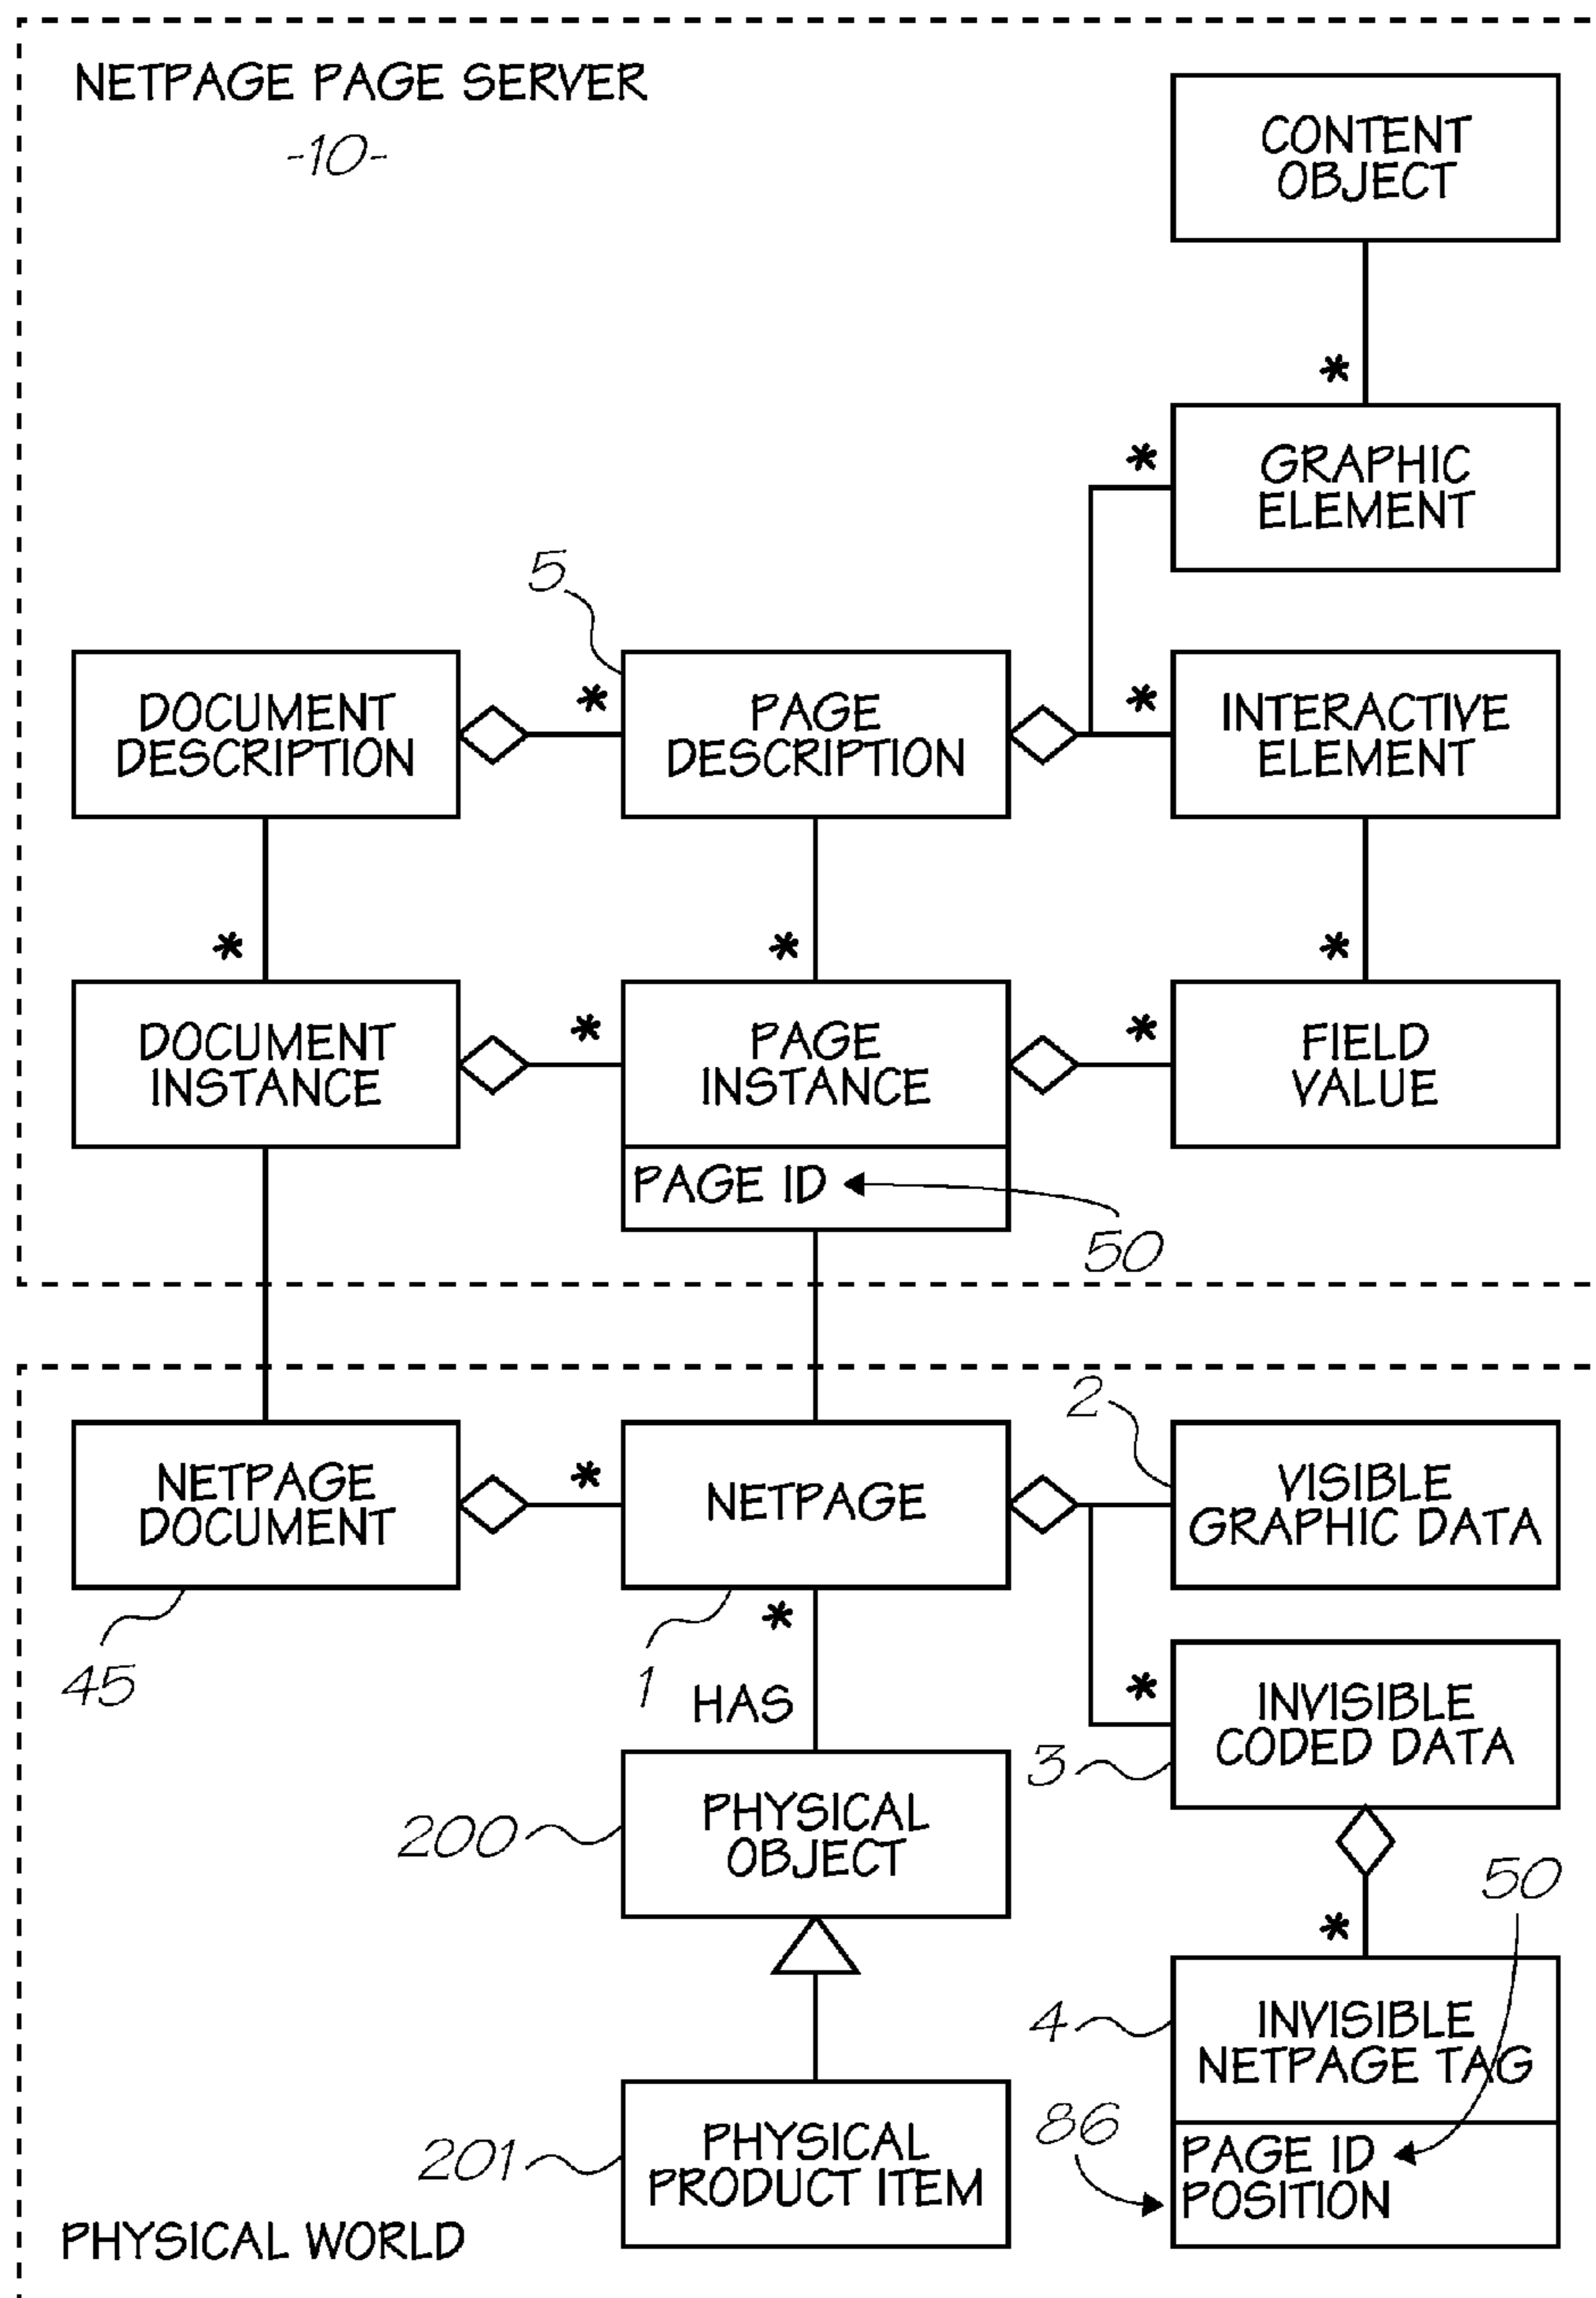 NETPAGE PAGE SERVER
-10-
CONTENT
OBJECT
*
*
GRAPHIC
ELEMENT
5
DOCUMENT
DESCRIPTION
*
PAGE
DESCRIPTION
*
INTERACTIVE
ELEMENT
*
*
*
DOCUMENT
INSTANCE
*
PAGE
INSTANCE
*
FIELD
VALUE
PAGE ID
50
NETPAGE
DOCUMENT
45
*
NETPAGE
1
2
VISIBLE
GRAPHIC DATA
*
HAS
*
INVISIBLE
CODED DATA
3
200
PHYSICAL
OBJECT
50
*
4
INVISIBLE
NETPAGE TAG
86
PAGE ID
POSITION
201
PHYSICAL
PRODUCT ITEM
PHYSICAL WORLD